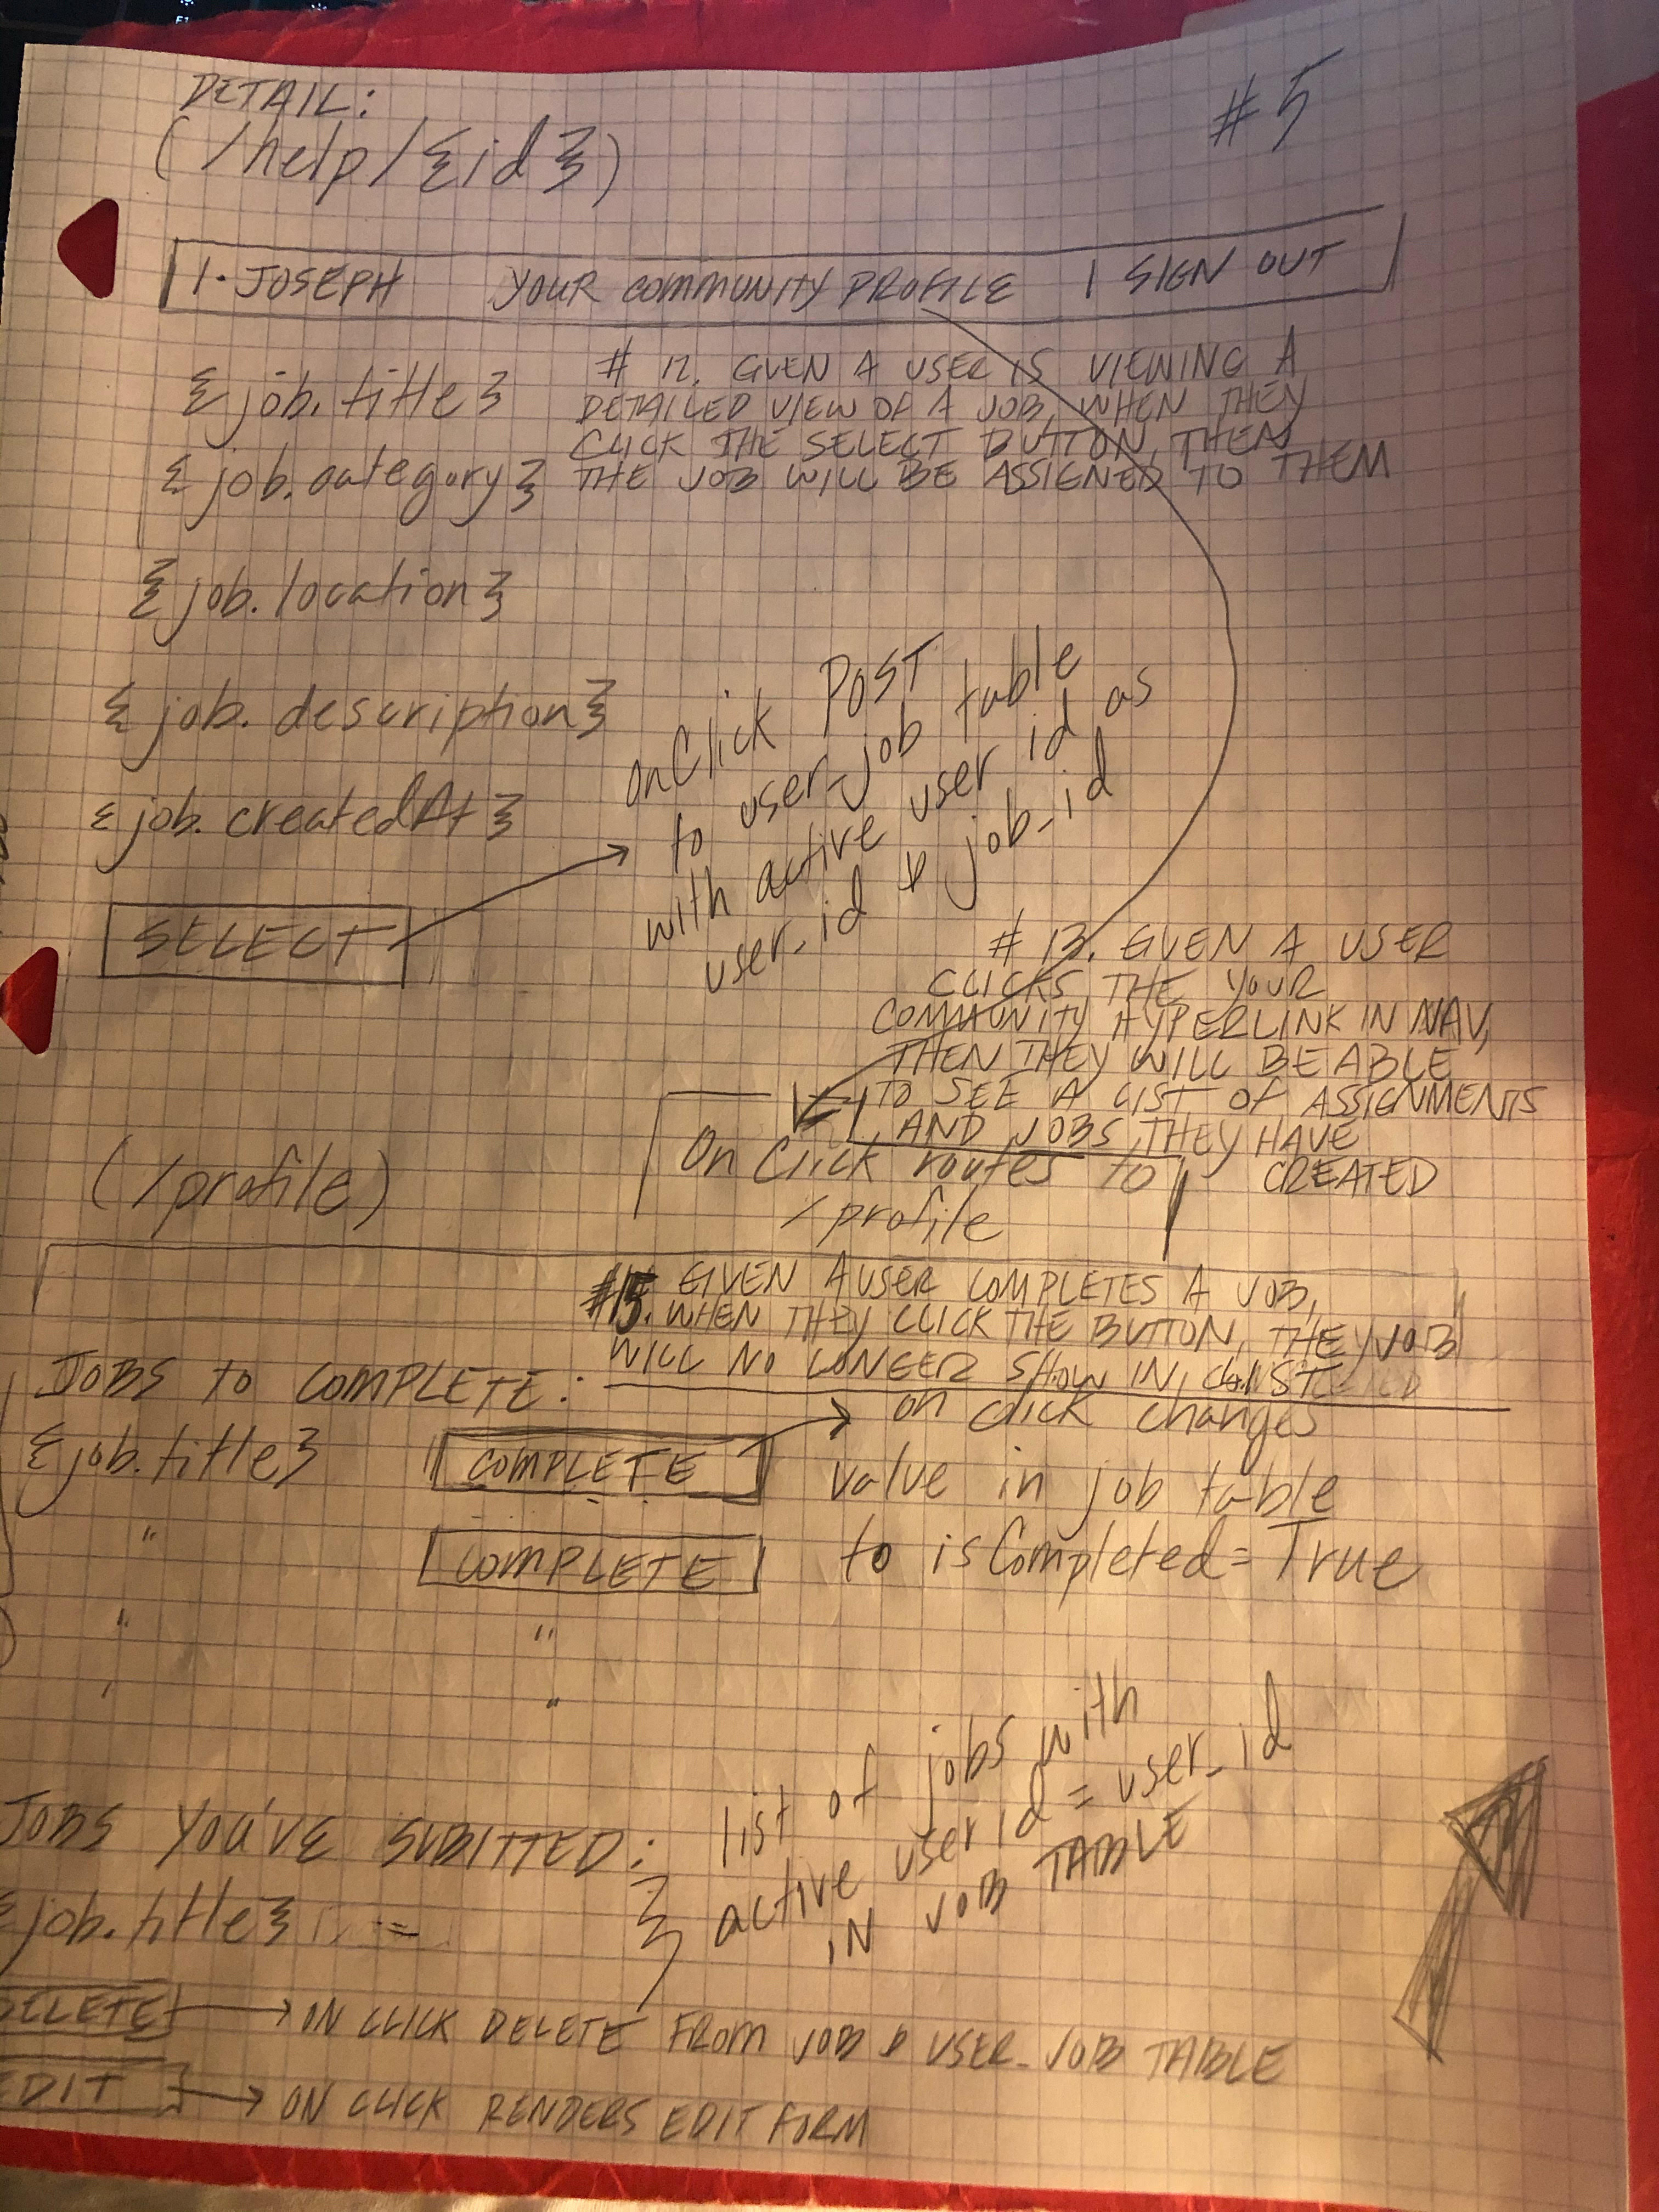 DETAIL:
#5
(/help/{id})
1. JOSEPH YOUR COMMUNITY PROFILE | SIGN OUT
{job.title}
{job.category}
{job.location}
{job.description}
{job.createdAt}
SELECT
# 12. GIVEN A USER IS VIEWING A
DETAILED VIEW OF A JOB, WHEN THEY
CLICK THE SELECT BUTTON, THEN
THE JOB WILL BE ASSIGNED TO THEM
onClick POST
to user_job table
with active user id as
user_id & job_id
# 13. GIVEN A USER
CLICKS THE YOUR
COMMUNITY HYPERLINK IN NAV,
THEN THEY WILL BE ABLE
TO SEE A LIST OF ASSIGNMENTS
AND JOBS THEY HAVE
CREATED
On Click routes to
/profile
(/profile)
#15. GIVEN A USER COMPLETES A JOB,
WHEN THEY CLICK THE BUTTON, THEY JOB
WILL NO LONGER SHOW IN LIST
JOBS TO COMPLETE:
{job.title} COMPLETE
" COMPLETE
" "
" "
on click changes
value in job table
to isCompleted = True
JOBS YOU'VE SUBITTED:
{job.title}
list of jobs with
active user id = user_id
IN JOB TABLE
DELETE → ON CLICK DELETE FROM JOB & USER_JOB TABLE
EDIT → ON CLICK RENDERS EDIT FORM